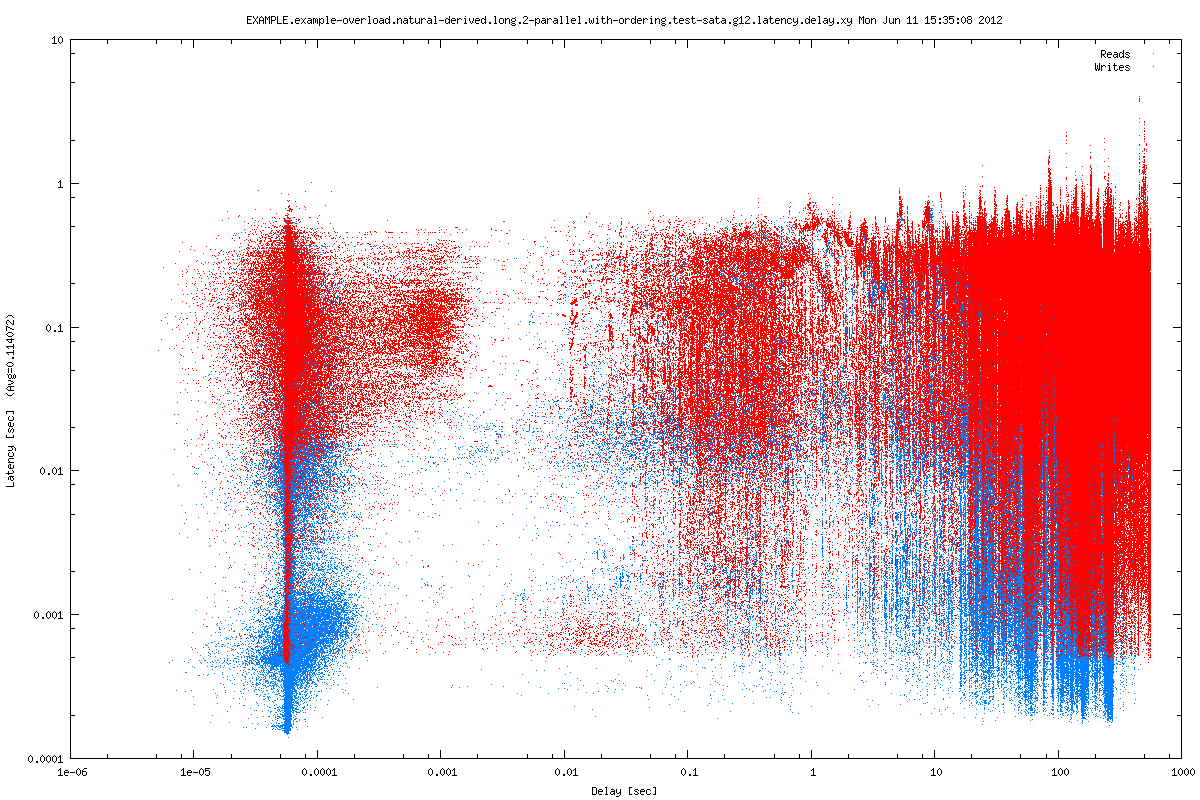 EXAMPLE.example-overload.natural-derived.long.2-parallel.with-ordering.test-sata.g12.latency.delay.xy Mon Jun 11 15:35:08 2012
Reads
Writes
10
1
0.1
0.01
0.001
0.0001
Latency [sec] (Avg=0.114072)
1e-06 1e-05 0.0001 0.001 0.01 0.1 1 10 100 1000
Delay [sec]